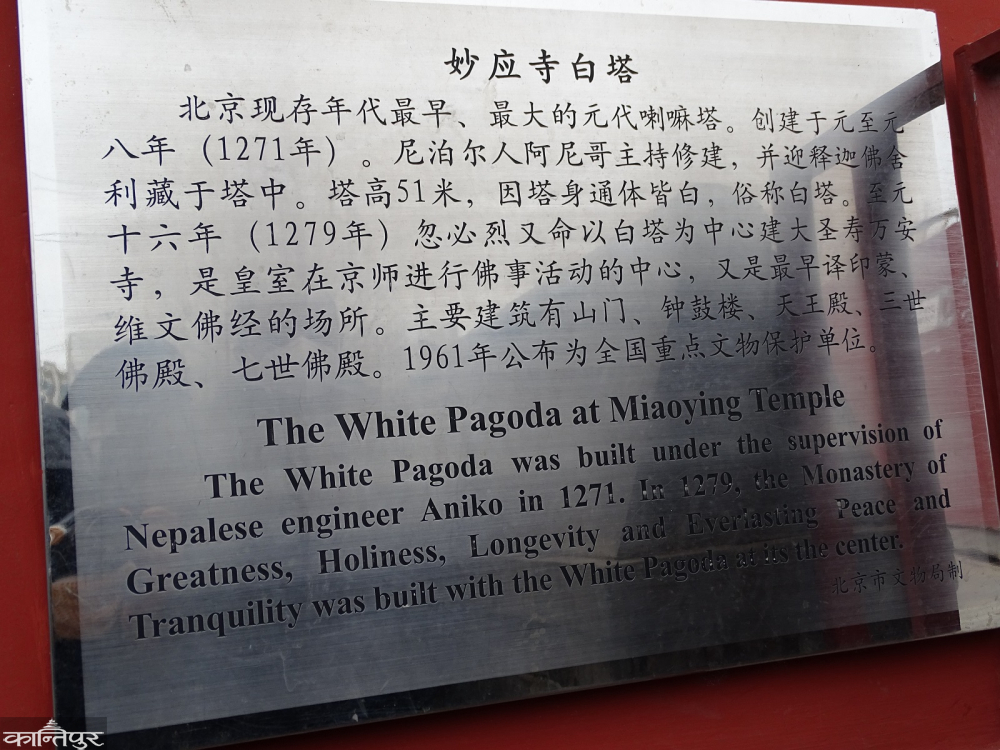 妙应寺白塔
北京现存年代最早、最大的元代喇嘛塔。创建于元至元
八年（1271年）。尼泊尔人阿尼哥主持修建，并迎释迦佛舍
利藏于塔中。塔高51米，因塔身通体皆白，俗称白塔。至元
十六年（1279年）忽必烈又命以白塔为中心建大圣寿万安
寺，是皇室在京师进行佛事活动的中心，又是最早译印蒙、
维文佛经的场所。主要建筑有山门、钟鼓楼、天王殿、三世
佛殿、七世佛殿。1961年公布为全国重点文物保护单位。
The White Pagoda at Miaoying Temple
The White Pagoda was built under the supervision of
Nepalese engineer Aniko in 1271. In 1279, the Monastery of
Greatness, Holiness, Longevity and Everlasting Peace and
Tranquility was built with the White Pagoda at its the center.
北京市文物局制
कान्तिपुर